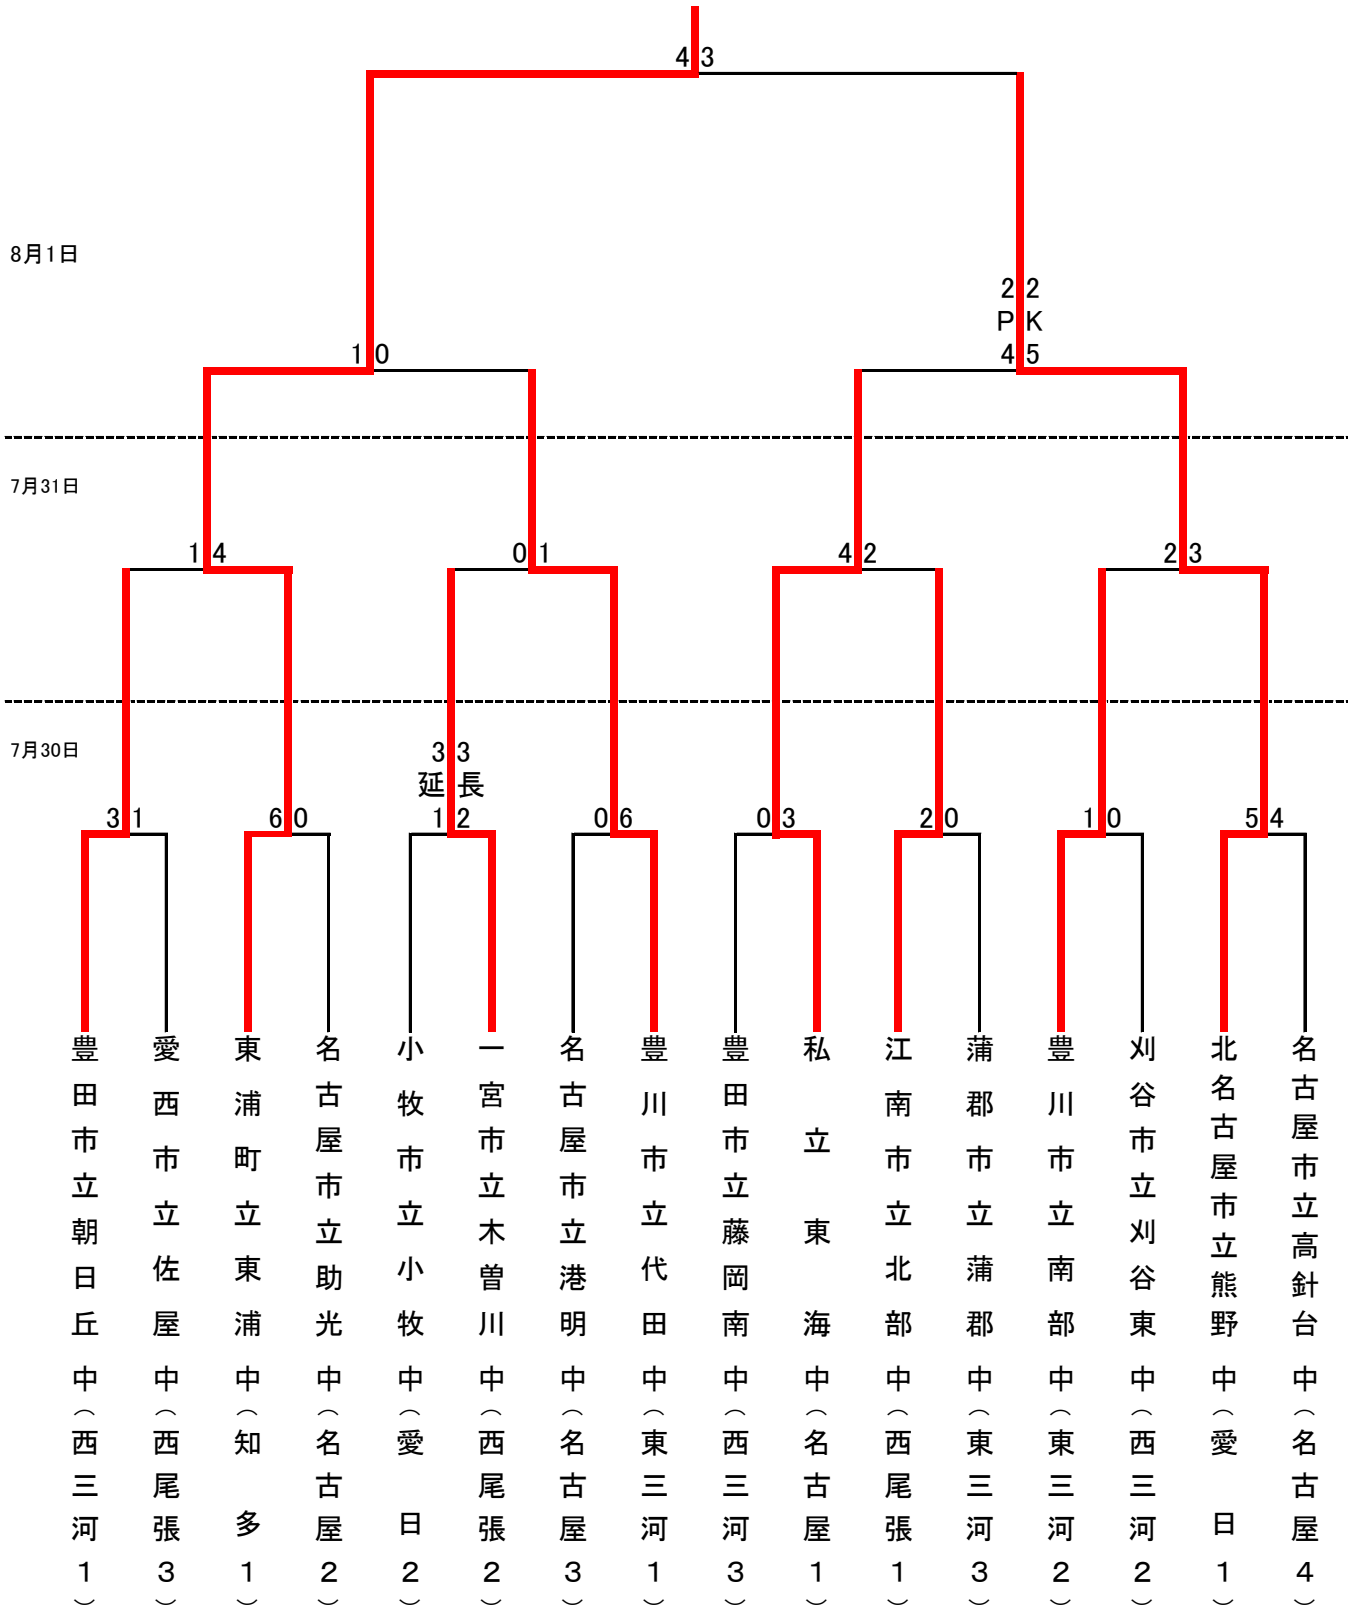 4 3
8月1日
2 2
P K
1 0
4 5
7月31日
1 4
0 1
4 2
2 3
7月30日
3 3
延長
3 1
6 0
1 2
0 6
0 3
2 0
1 0
5 4
豊田市立朝日丘中(西三河1)
愛西市立佐屋中(西尾張3)
東浦町立東浦中(知多1)
名古屋市立助光中(名古屋2)
小牧市立小牧中(愛日2)
一宮市立木曽川中(西尾張2)
名古屋市立港明中(名古屋3)
豊川市立代田中(東三河1)
豊田市立藤岡南中(西三河3)
私立東海中(名古屋1)
江南市立北部中(西尾張1)
蒲郡市立蒲郡中(東三河3)
豊川市立南部中(東三河2)
刈谷市立刈谷東中(西三河2)
北名古屋市立熊野中(愛日1)
名古屋市立高針台中(名古屋4)